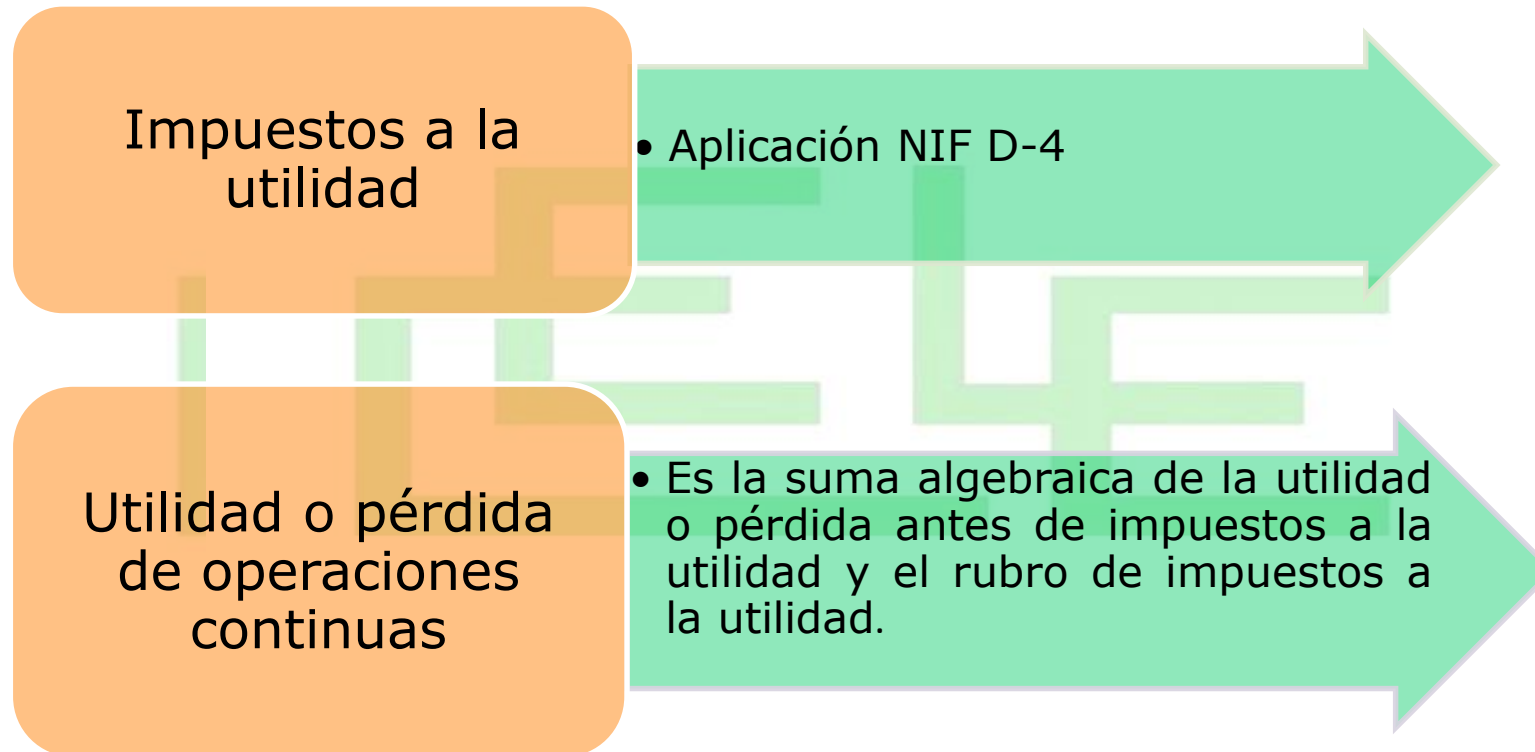 Impuestos a la
utilidad
• Aplicación NIF D-4
Utilidad o pérdida
de operaciones
continuas
• Es la suma algebraica de la utilidad
o pérdida antes de impuestos a la
utilidad y el rubro de impuestos a
la utilidad.